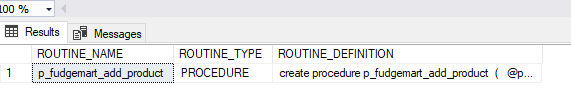 100 %
Results Messages
ROUTINE_NAME ROUTINE_TYPE ROUTINE_DEFINITION
1 p_fudgemart_add_product PROCEDURE create procedure p_fudgemart_add_product ( @p...